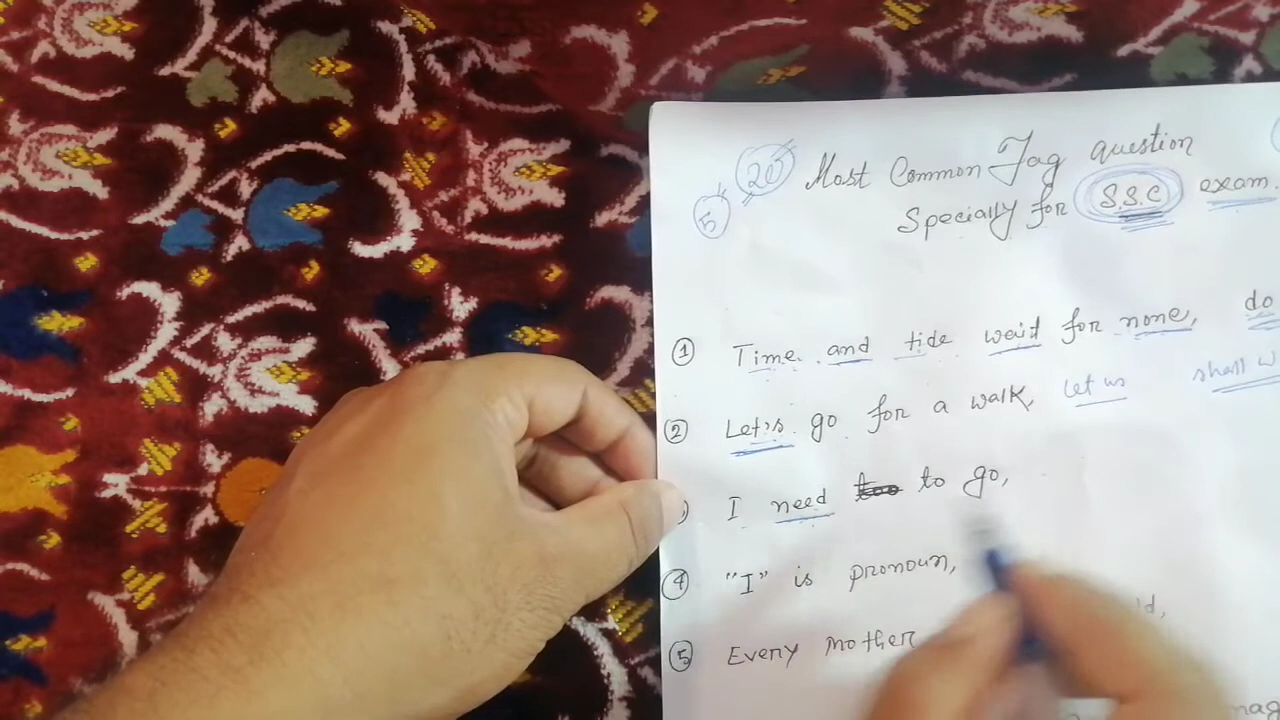 20 Most Common Tag question
5 Specially for S.S.C exam.
① Time and tide wait for none, do
② Let's go for a walk, Let us shall w
I need to go,
④ "I" is pronoun,
⑤ Every mother